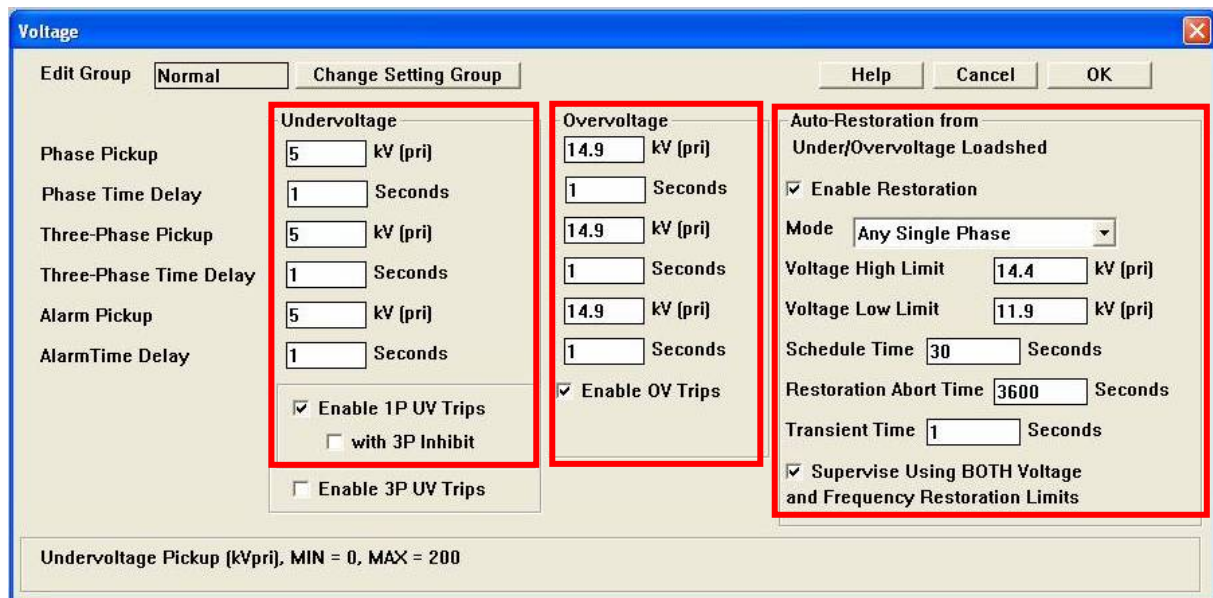 Voltage
Edit Group Normal Change Setting Group Help Cancel OK
Undervoltage Overvoltage Auto-Restoration from
Under/Overvoltage Loadshed
Phase Pickup 5 kV (pri) 14.9 kV (pri)
Phase Time Delay 1 Seconds 1 Seconds Enable Restoration
Three-Phase Pickup 5 kV (pri) 14.9 kV (pri) Mode Any Single Phase
Three-Phase Time Delay 1 Seconds 1 Seconds Voltage High Limit 14.4 kV (pri)
Alarm Pickup 5 kV (pri) 14.9 kV (pri) Voltage Low Limit 11.9 kV (pri)
AlarmTime Delay 1 Seconds 1 Seconds Schedule Time 30 Seconds
Enable 1P UV Trips Enable OV Trips Restoration Abort Time 3600 Seconds
with 3P Inhibit Transient Time 1 Seconds
Enable 3P UV Trips Supervise Using BOTH Voltage
and Frequency Restoration Limits
Undervoltage Pickup (kVpri), MIN = 0, MAX = 200